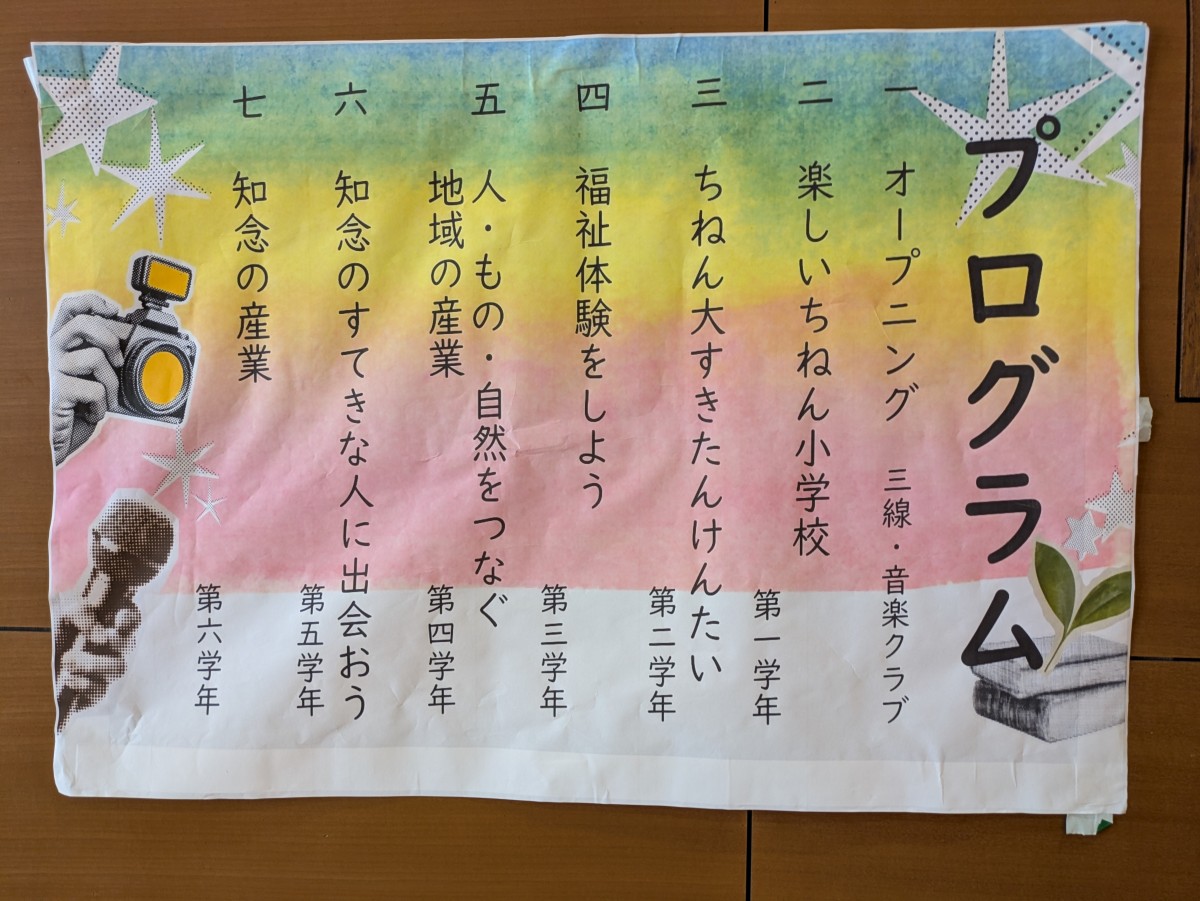 プログラム
一 オープニング 三線・音楽クラブ
二 楽しいちねん小学校 第一学年
三 ちねん大すきたんけんたい 第二学年
四 福祉体験をしよう 第三学年
五 人・もの・自然をつなぐ
地域の産業 第四学年
六 知念のすてきな人に出会おう 第五学年
七 知念の産業 第六学年